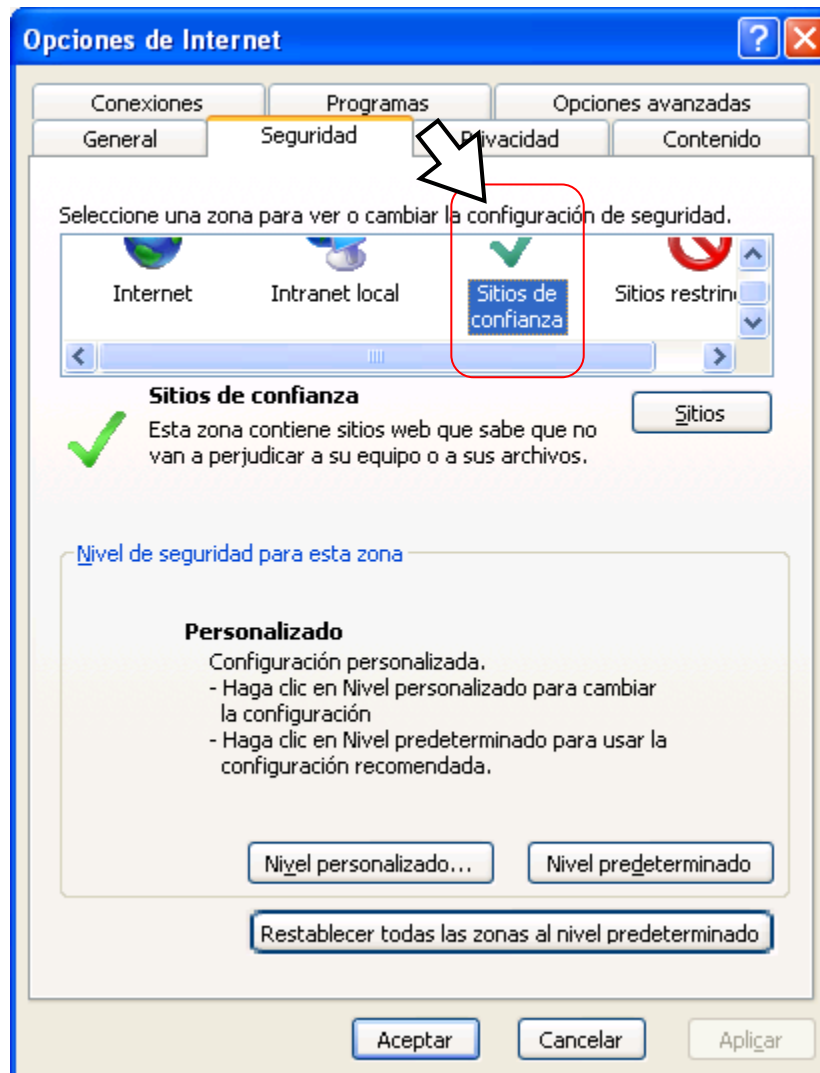 Opciones de Internet
Conexiones Programas Opciones avanzadas
General Seguridad Privacidad Contenido
Seleccione una zona para ver o cambiar la configuración de seguridad.
Internet Intranet local Sitios de confianza Sitios restrin
Sitios de confianza
Sitios
Esta zona contiene sitios web que sabe que no
van a perjudicar a su equipo o a sus archivos.
Nivel de seguridad para esta zona
Personalizado
Configuración personalizada.
- Haga clic en Nivel personalizado para cambiar
la configuración
- Haga clic en Nivel predeterminado para usar la
configuración recomendada.
Nivel personalizado... Nivel predeterminado
Restablecer todas las zonas al nivel predeterminado
Aceptar Cancelar Aplicar